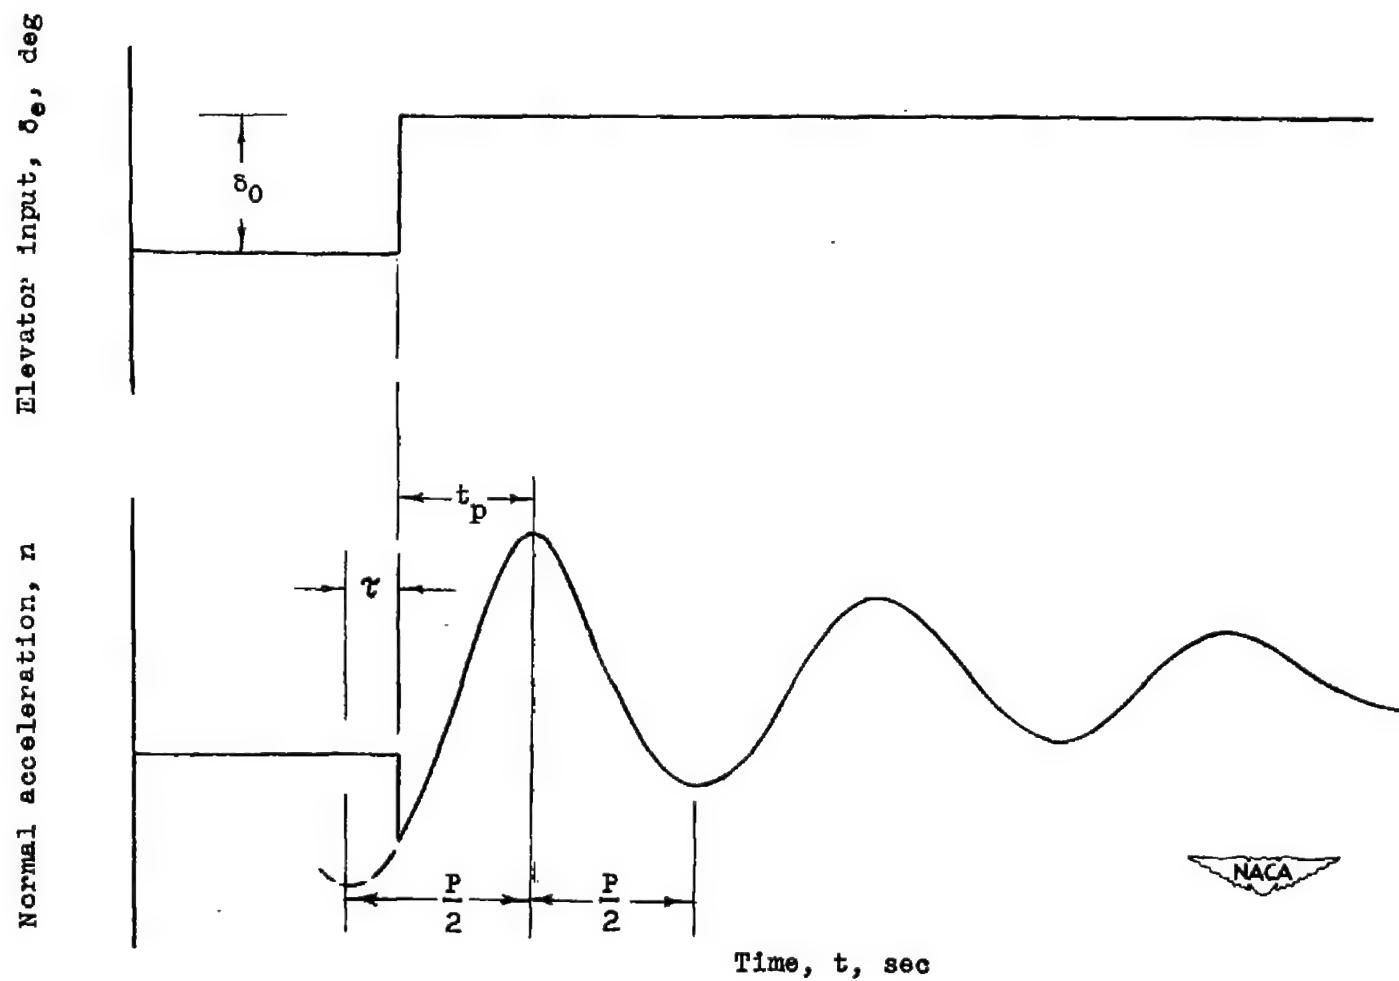 Elevator input, δe, deg
δ0
tp
τ
Normal acceleration, n
P
2
P
2
NACA
Time, t, sec